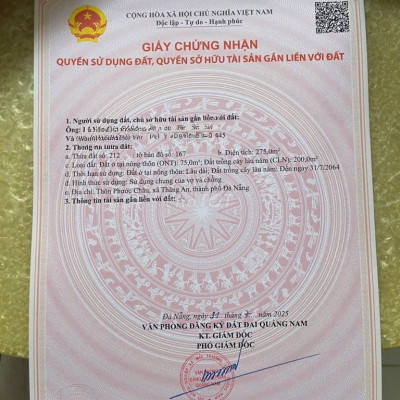 CỘNG HÒA XÃ HỘI CHỦ NGHĨA VIỆT NAM
Độc lập - Tự do - Hạnh phúc
GIẤY CHỨNG NHẬN
QUYỀN SỬ DỤNG ĐẤT, QUYỀN SỞ HỮU TÀI SẢN GẮN LIỀN VỚI ĐẤT
1. Người sử dụng đất, chủ sở hữu tài sản gắn liền với đất:
Ông:
Và
2. Thông tin thửa đất:
a. Thửa đất số: 212 tờ bản đồ số: 167 b. Diện tích: 275,0m²
c. Loại đất: Đất ở tại nông thôn (ONT): 75,0m²; Đất trồng cây lâu năm (CLN): 200,0m²
d. Thời hạn sử dụng: Đất ở tại nông thôn: Lâu dài; Đất trồng cây lâu năm: Đến ngày 31/7/2064
đ. Hình thức sử dụng: Sử dụng chung của vợ và chồng
e. Địa chỉ: Thôn Phước Châu, xã Thăng An, thành phố Đà Nẵng
3. Thông tin tài sản gắn liền với đất:
Đà Nẵng, ngày tháng năm 2025
VĂN PHÒNG ĐĂNG KÝ ĐẤT ĐAI QUẢNG NAM
KT. GIÁM ĐỐC
PHÓ GIÁM ĐỐC